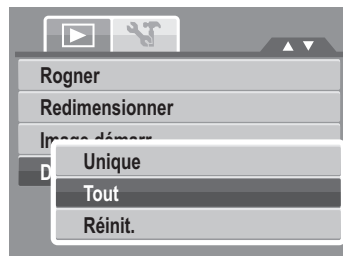 Rogner
Redimensionner
Image démarr.
D
Unique
Tout
Réinit.